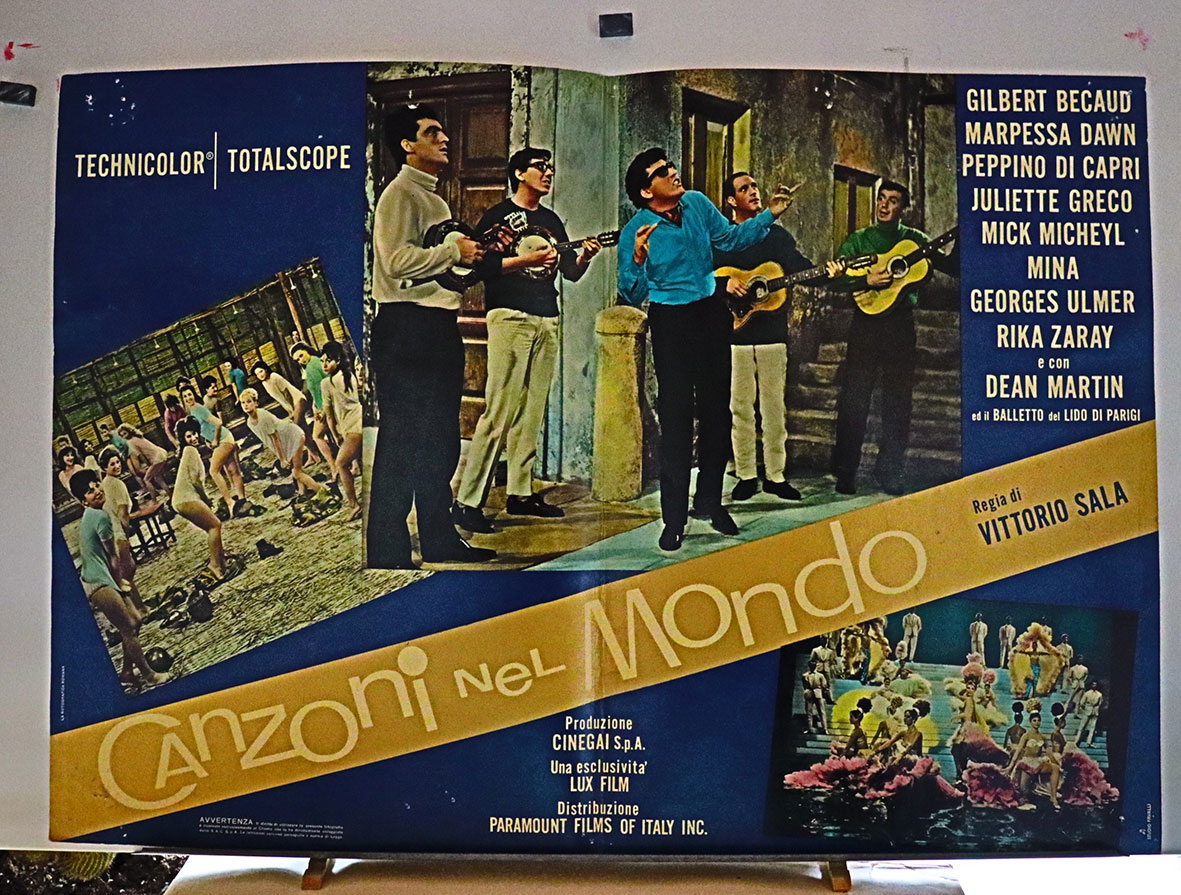 TECHNICOLOR® TOTALSCOPE
GILBERT BECAUD
MARPESSA DAWN
PEPPINO DI CAPRI
JULIETTE GRECO
MICK MICHEYL
MINA
GEORGES ULMER
RIKA ZARAY
e con
DEAN MARTIN
ed il BALLETTO del LIDO DI PARIGI
Regia di
VITTORIO SALA
CANZONI NEL MONDO
Produzione
CINEGAI S.p.A.
Una esclusivita'
LUX FILM
Distribuzione
PARAMOUNT FILMS OF ITALY INC.
AVVERTENZA